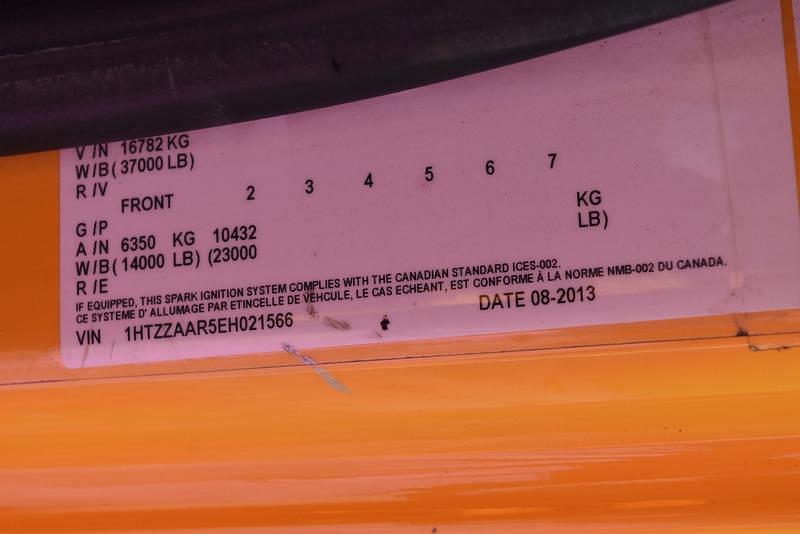 V /N 16782 KG
W/B( 37000 LB)
R /V
FRONT 2 3 4 5 6 7
G /P KG
A /N 6350 KG 10432 LB)
W/B( 14000 LB) (23000
R /E
IF EQUIPPED, THIS SPARK IGNITION SYSTEM COMPLIES WITH THE CANADIAN STANDARD ICES-002.
CE SYSTEME D' ALLUMAGE PAR ETINCELLE DE VEHCULE, LE CAS ECHEANT, EST CONFORME À LA NORME NMB-002 DU CANADA.
VIN 1HTZZAAR5EH021566 DATE 08-2013